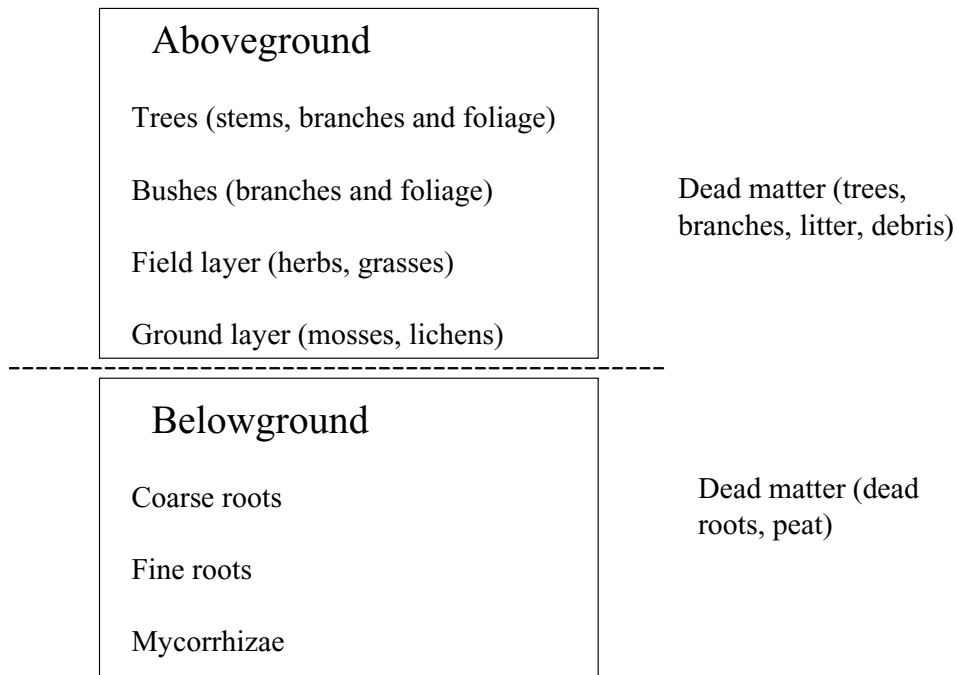 Aboveground
Trees (stems, branches and foliage)
Bushes (branches and foliage)
Field layer (herbs, grasses)
Ground layer (mosses, lichens)
Dead matter (trees,
branches, litter, debris)
Belowground
Coarse roots
Fine roots
Mycorrhizae
Dead matter (dead
roots, peat)